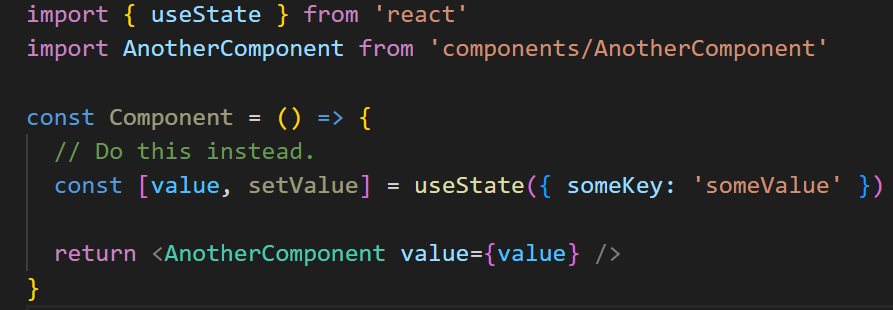 import { useState } from 'react'
import AnotherComponent from 'components/AnotherComponent'
const Component = () => {
// Do this instead.
const [value, setValue] = useState({ someKey: 'someValue' })
return <AnotherComponent value={value} />
}